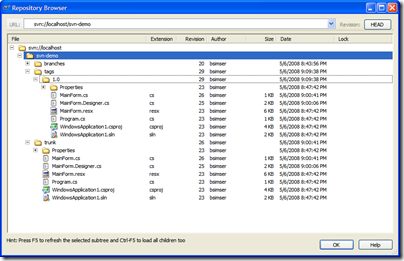 Repository Browser
URL: svn://localhost/svn-demo Revision: HEAD
File Extension Revision Author Size Date Lock
svn://localhost
svn-demo
branches 20 bsimser 5/6/2008 8:43:56 PM
tags 29 bsimser 5/6/2008 9:09:38 PM
1.0 29 bsimser 5/6/2008 9:09:38 PM
Properties 23 bsimser 5/6/2008 8:47:42 PM
MainForm.cs cs 26 bsimser 1 KB 5/6/2008 9:00:41 PM
MainForm.Designer.cs cs 25 bsimser 2 KB 5/6/2008 9:00:06 PM
MainForm.resx resx 23 bsimser 6 KB 5/6/2008 8:47:42 PM
Program.cs cs 23 bsimser 1 KB 5/6/2008 8:47:42 PM
WindowsApplication1.csproj csproj 23 bsimser 4 KB 5/6/2008 8:47:42 PM
WindowsApplication1.sln sln 23 bsimser 1 KB 5/6/2008 8:47:42 PM
trunk 26 bsimser 5/6/2008 9:00:41 PM
Properties 23 bsimser 5/6/2008 8:47:42 PM
MainForm.cs cs 26 bsimser 1 KB 5/6/2008 9:00:41 PM
MainForm.Designer.cs cs 25 bsimser 2 KB 5/6/2008 9:00:06 PM
MainForm.resx resx 23 bsimser 6 KB 5/6/2008 8:47:42 PM
Program.cs cs 23 bsimser 1 KB 5/6/2008 8:47:42 PM
WindowsApplication1.csproj csproj 23 bsimser 4 KB 5/6/2008 8:47:42 PM
WindowsApplication1.sln sln 23 bsimser 1 KB 5/6/2008 8:47:42 PM
Hint: Press F5 to refresh the selected subtree and Ctrl-F5 to load all children too
OK Help